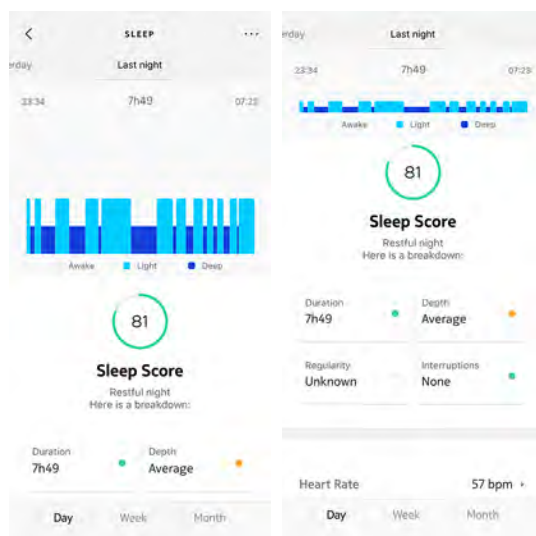 SLEEP
erday Last night
23:34 7h49 07:23
Awake Light Deep
81
Sleep Score
Restful night
Here is a breakdown:
Duration Depth
7h49 Average
Day Week Month
erday Last night
23:34 7h49 07:23
Awake Light Deep
81
Sleep Score
Restful night
Here is a breakdown:
Duration Depth
7h49 Average
Regularity Interruptions
Unknown None
Heart Rate 57 bpm
Day Week Month